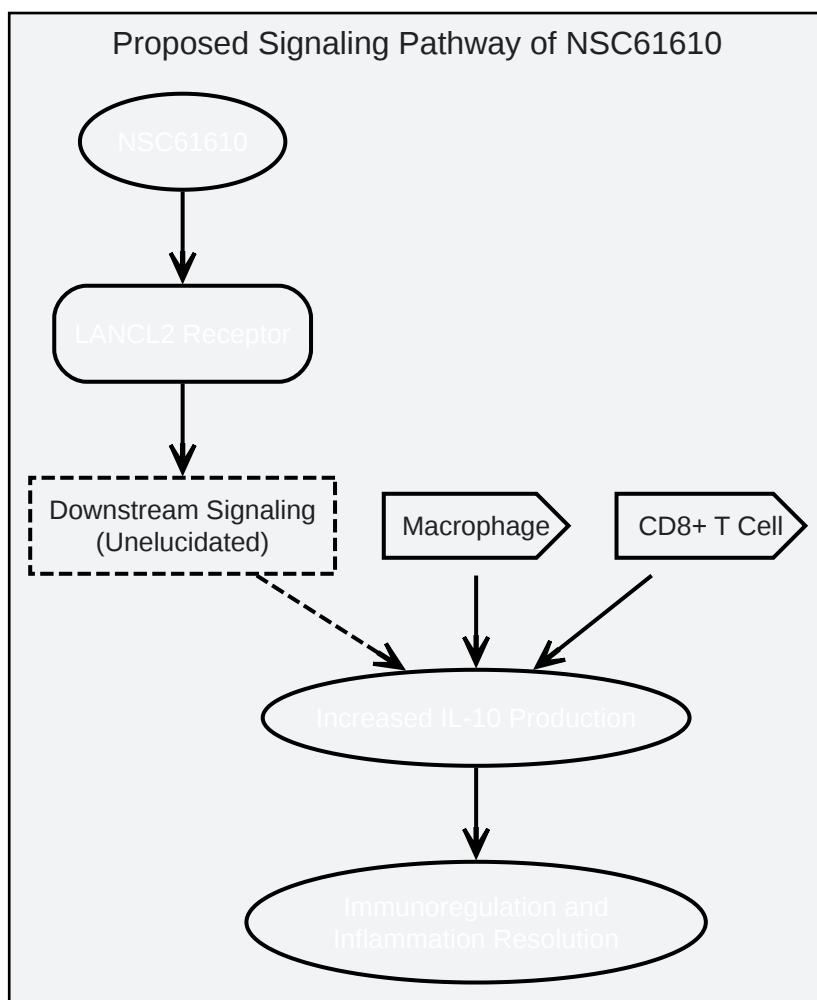 Proposed Signaling Pathway of NSC61610
NSC61610
LANCL2 Receptor
Downstream Signaling
(Unelucidated)
Macrophage
CD8+ T Cell
Increased IL-10 Production
Immunoregulation and
Inflammation Resolution